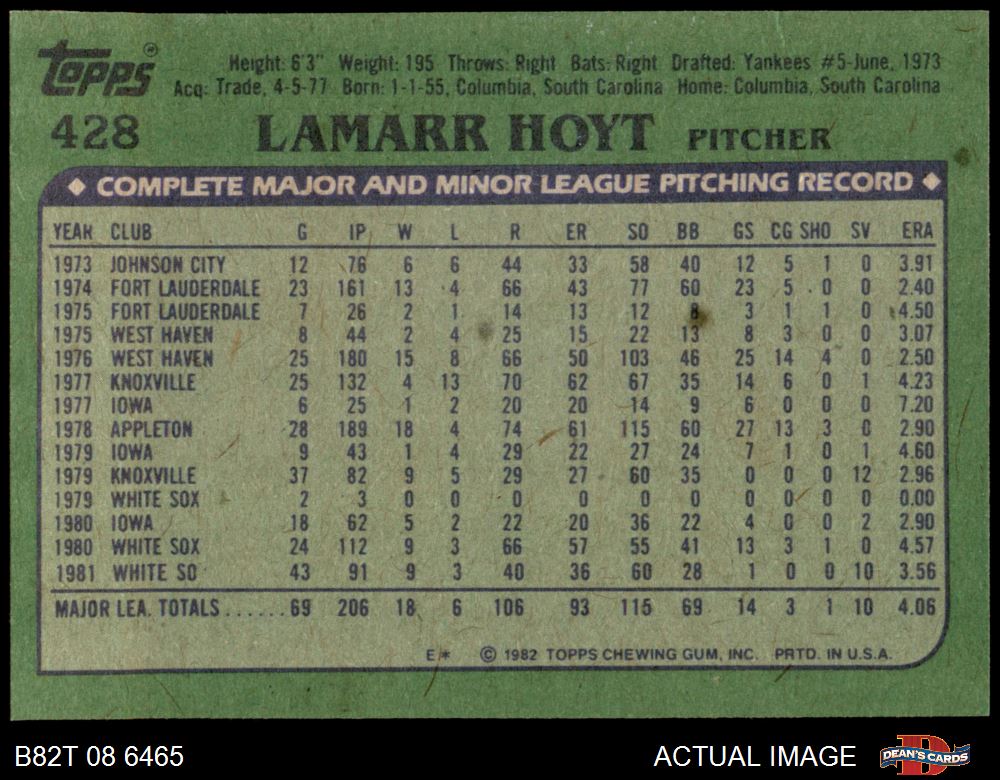 Topps ®
Height: 6'3" Weight: 195 Throws: Right Bats: Right Drafted: Yankees #5-June, 1973
Acq: Trade, 4-5-77 Born: 1-1-55, Columbia, South Carolina Home: Columbia, South Carolina
428 LAMARR HOYT PITCHER
◆ COMPLETE MAJOR AND MINOR LEAGUE PITCHING RECORD ◆
YEAR CLUB G IP W L R ER SO BB GS CG SHO SV ERA
1973 JOHNSON CITY 12 76 6 6 44 33 58 40 12 5 1 0 3.91
1974 FORT LAUDERDALE 23 161 13 4 66 43 77 60 23 5 0 0 2.40
1975 FORT LAUDERDALE 7 26 2 1 14 13 12 8 3 1 1 0 4.50
1975 WEST HAVEN 8 44 2 4 25 15 22 13 8 3 0 0 3.07
1976 WEST HAVEN 25 180 15 8 66 50 103 46 25 14 4 0 2.50
1977 KNOXVILLE 25 132 4 13 70 62 67 35 14 6 0 1 4.23
1977 IOWA 6 25 1 2 20 20 14 9 6 0 0 0 7.20
1978 APPLETON 28 189 18 4 74 61 115 60 27 13 3 0 2.90
1979 IOWA 9 43 1 4 29 22 27 24 7 1 0 1 4.60
1979 KNOXVILLE 37 82 9 5 29 27 60 35 0 0 0 12 2.96
1979 WHITE SOX 2 3 0 0 0 0 0 0 0 0 0 0 0.00
1980 IOWA 18 62 5 2 22 20 36 22 4 0 0 2 2.90
1980 WHITE SOX 24 112 9 3 66 57 55 41 13 3 1 0 4.57
1981 WHITE SO 43 91 9 3 40 36 60 28 1 0 0 10 3.56
MAJOR LEA. TOTALS......69 206 18 6 106 93 115 69 14 3 1 10 4.06
E* © 1982 TOPPS CHEWING GUM, INC. PRTD. IN U.S.A.
B82T 08 6465 ACTUAL IMAGE DEAN'S CARDS